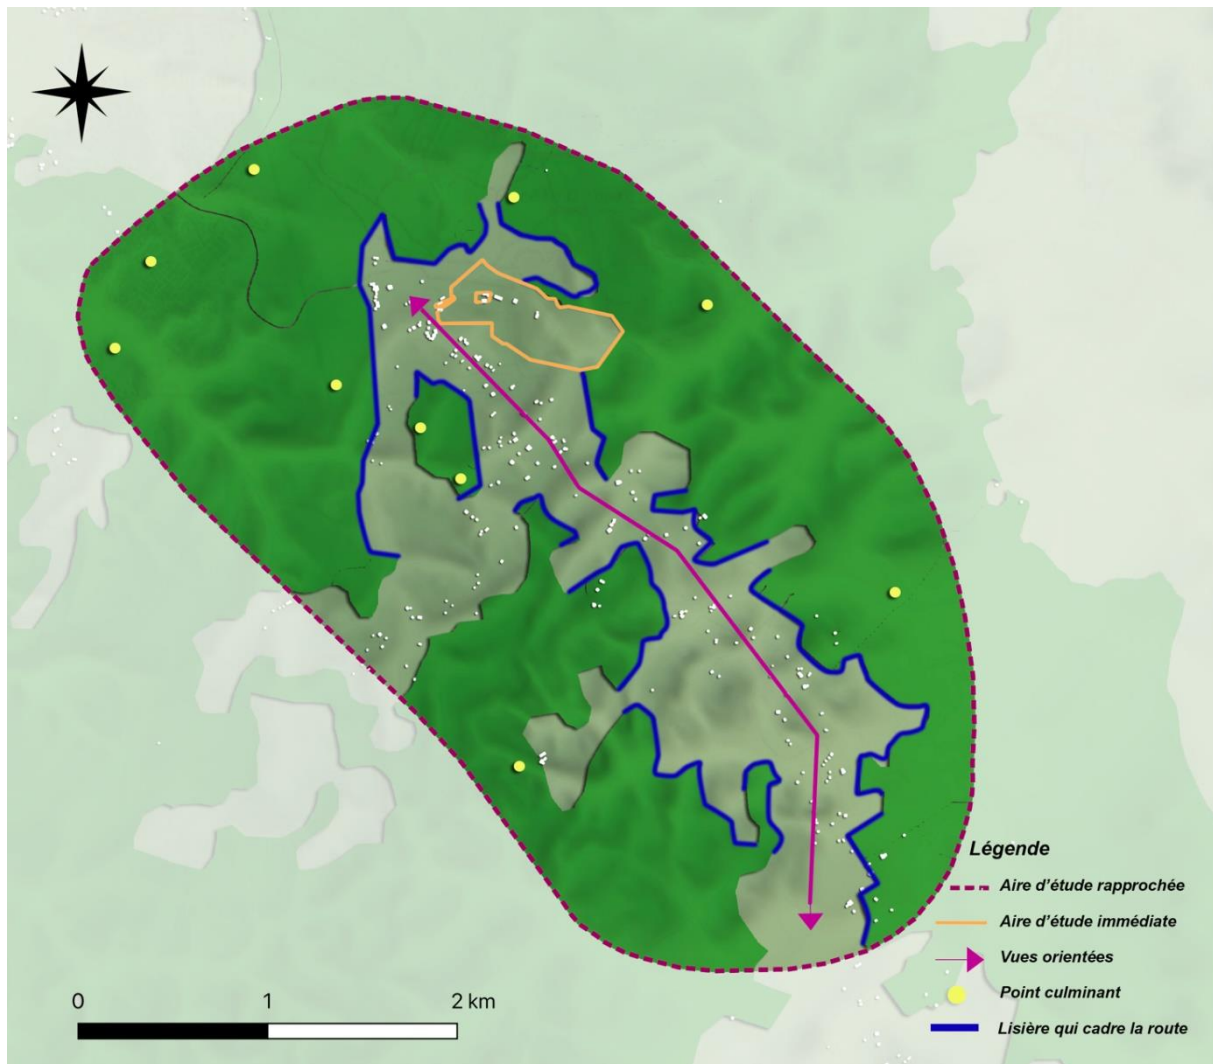 Légende
Aire d'étude rapprochée
Aire d'étude immédiate
Vues orientées
Point culminant
Lisière qui cadre la route
0 1 2 km